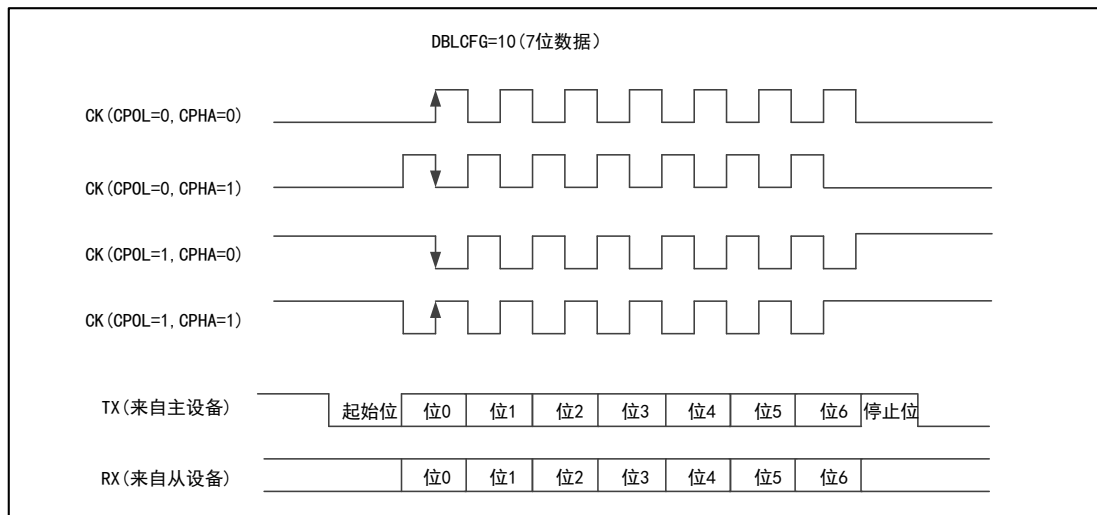 DBLCFG=10(7位数据)
CK(CPOL=0, CPHA=0)
CK(CPOL=0, CPHA=1)
CK(CPOL=1, CPHA=0)
CK(CPOL=1, CPHA=1)
TX(来自主设备) 起始位 位0 位1 位2 位3 位4 位5 位6 停止位
RX(来自从设备) 位0 位1 位2 位3 位4 位5 位6